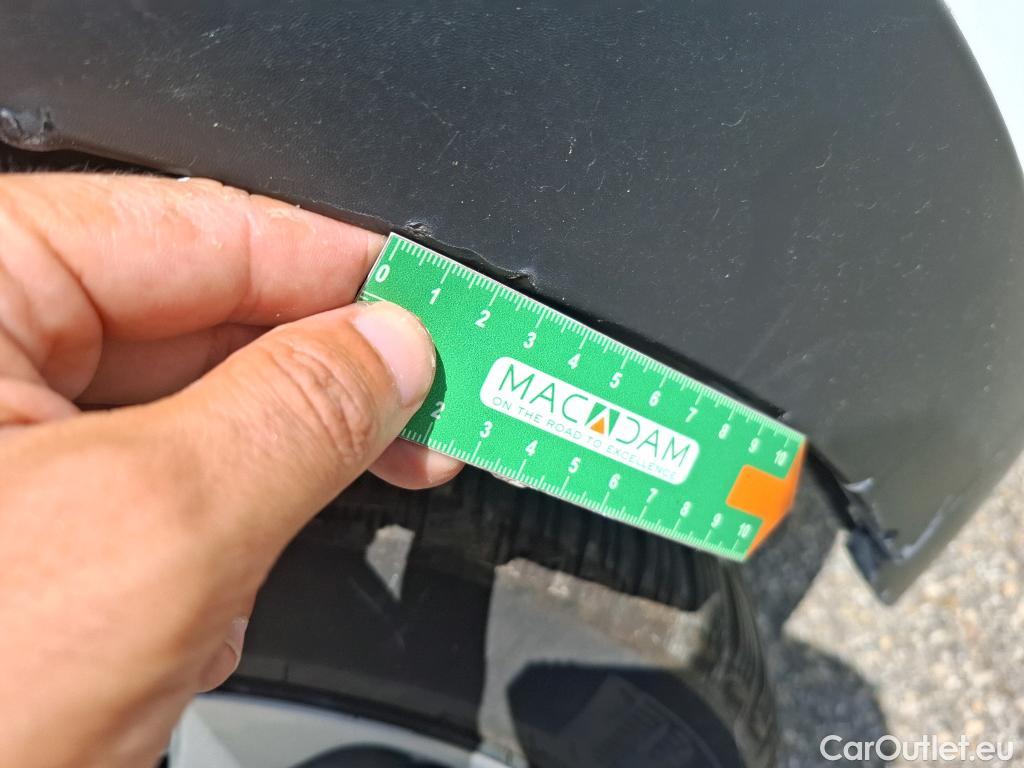 0 1 2 3 4 5 6 7 8 9 10
MACADAM
ON THE ROAD TO EXCELLENCE
2 3 4 5 6 7 8 9 10
CarOutlet.eu